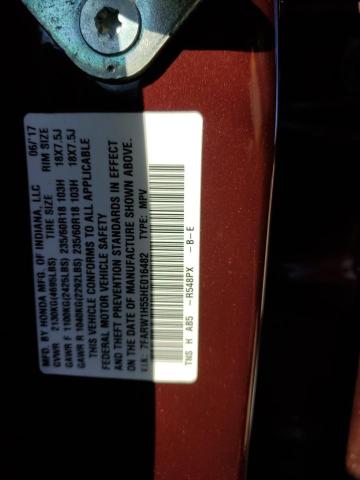 MFD. BY HONDA MFG. OF INDIANA, LLC 06/17
GVWR 2130KG(4695LBS) TIRE SIZE RIM SIZE
GAWR F 1100KG(2425LBS) 235/60R18 103H 18X7.5J
GAWR R 1040KG(2292LBS) 235/60R18 103H 18X7.5J
THIS VEHICLE CONFORMS TO ALL APPLICABLE
FEDERAL MOTOR VEHICLE SAFETY, BUMPER,
AND THEFT PREVENTION STANDARDS IN EFFECT
ON THE DATE OF MANUFACTURE SHOWN ABOVE.
V.I.N. 7FARW1H55HE016482 TYPE: MPV
TNIS H AB5 -R548PX -B-E